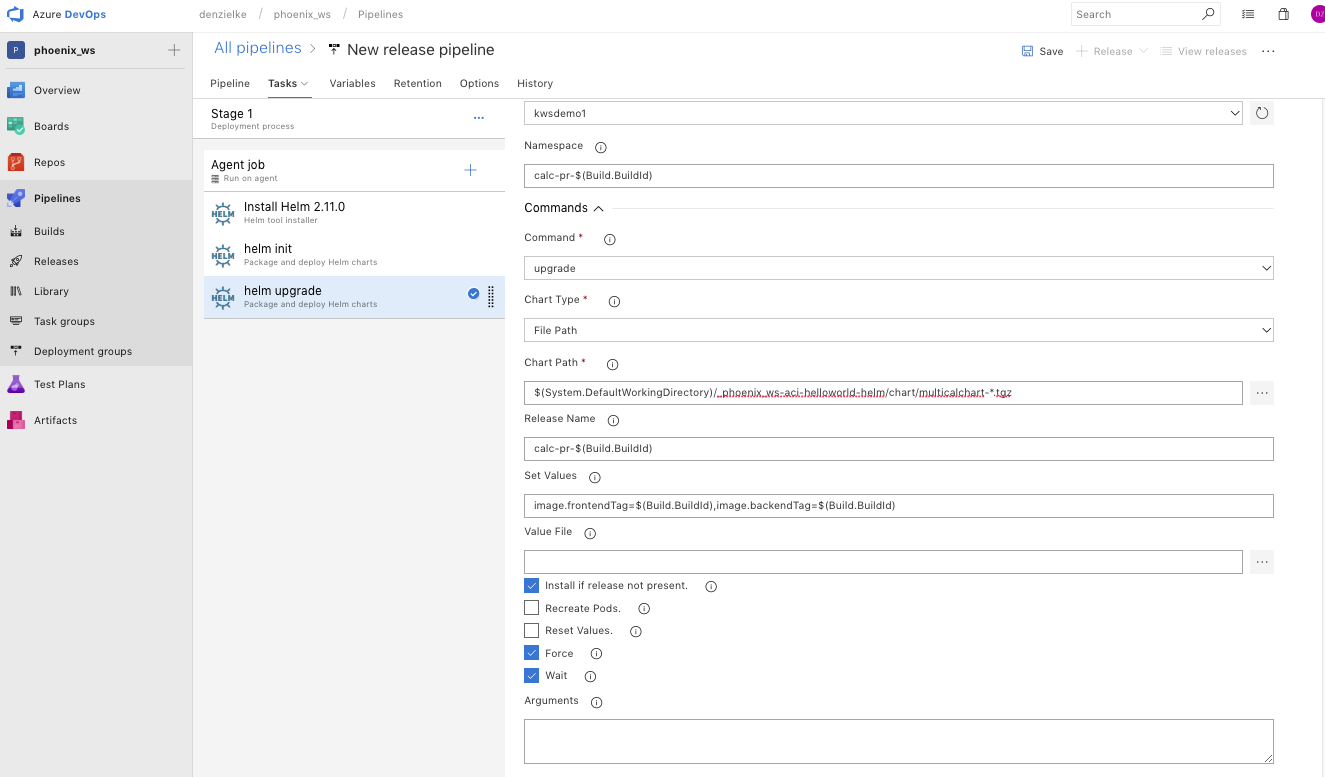 Azure DevOps
denzielke / phoenix_ws / Pipelines
Search
DZ
P phoenix_ws
All pipelines > New release pipeline
Save
Release
View releases
Pipeline Tasks Variables Retention Options History
Overview
Boards
Repos
Pipelines
Builds
Releases
Library
Task groups
Deployment groups
Test Plans
Artifacts
Stage 1
Deployment process
Agent job
Run on agent
HELM
Install Helm 2.11.0
Helm tool installer
HELM
helm init
Package and deploy Helm charts
HELM
helm upgrade
Package and deploy Helm charts
kwsdemo1
Namespace
calc-pr-$(Build.BuildId)
Commands
Command *
upgrade
Chart Type *
File Path
Chart Path *
$(System.DefaultWorkingDirectory)/_phoenix_ws-aci-helloworld-helm/chart/multicalchart-*.tgz
Release Name
calc-pr-$(Build.BuildId)
Set Values
image.frontendTag=$(Build.BuildId),image.backendTag=$(Build.BuildId)
Value File
Install if release not present.
Recreate Pods.
Reset Values.
Force
Wait
Arguments